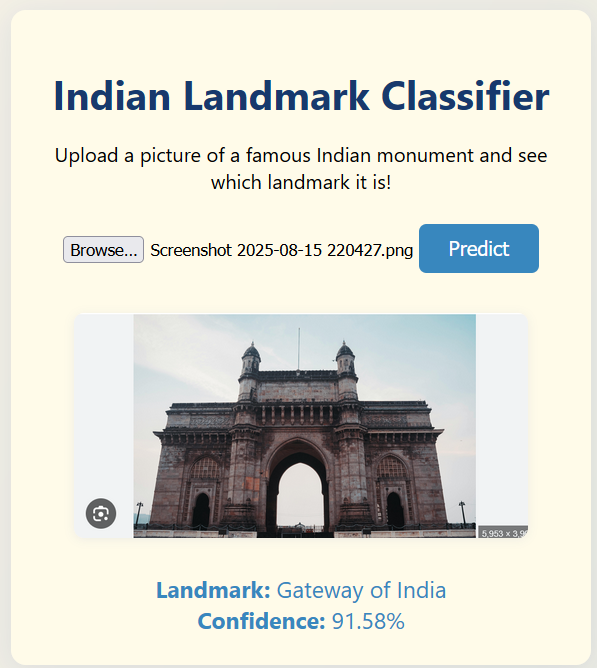 Indian Landmark Classifier
Upload a picture of a famous Indian monument and see
which landmark it is!
Browse... Screenshot 2025-08-15 220427.png Predict
5,953 × 3,9
Landmark: Gateway of India
Confidence: 91.58%